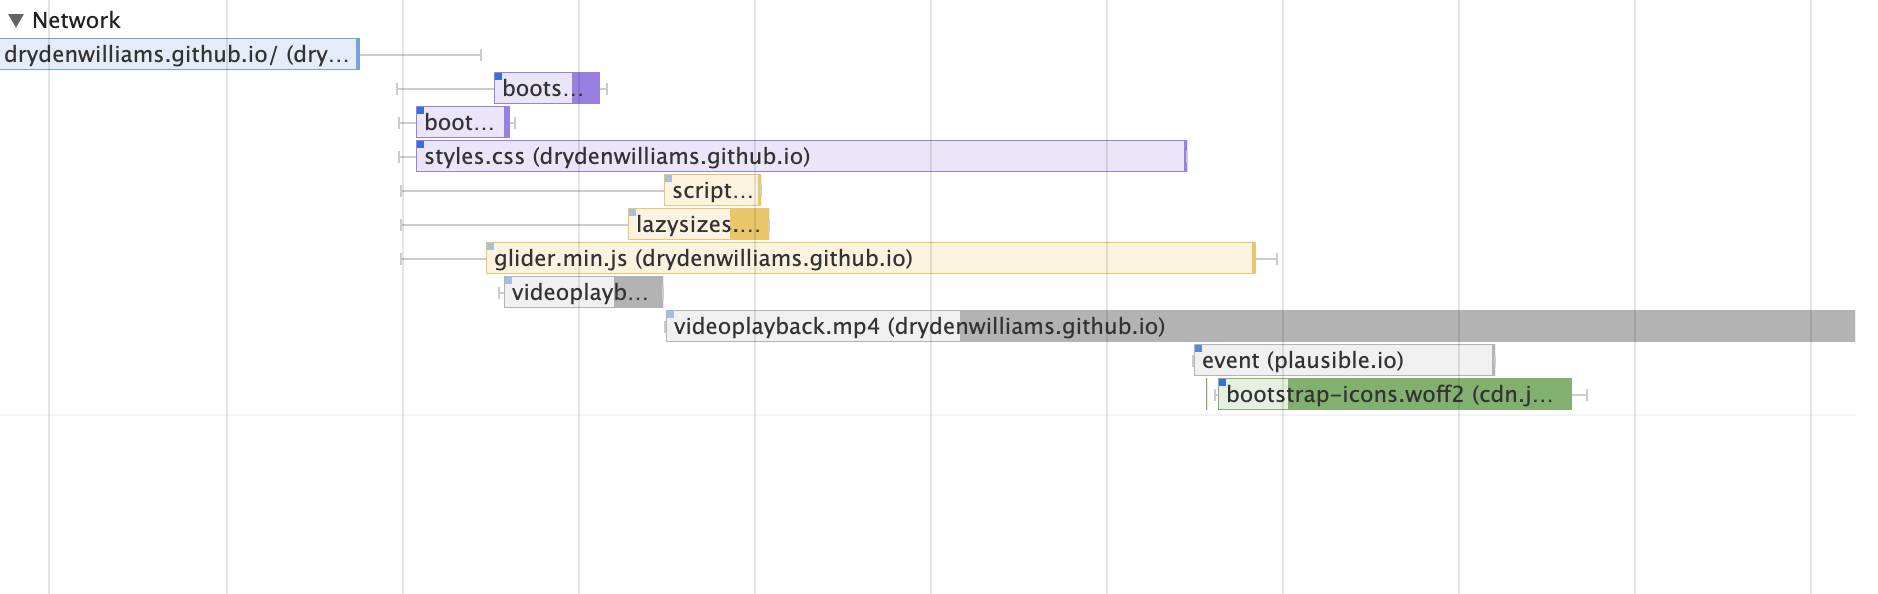 Network
drydenwilliams.github.io/ (dry...
boots...
boot...
styles.css (drydenwilliams.github.io)
script...
lazysizes....
glider.min.js (drydenwilliams.github.io)
videoplayb...
videoplayback.mp4 (drydenwilliams.github.io)
event (plausible.io)
bootstrap-icons.woff2 (cdn.j...